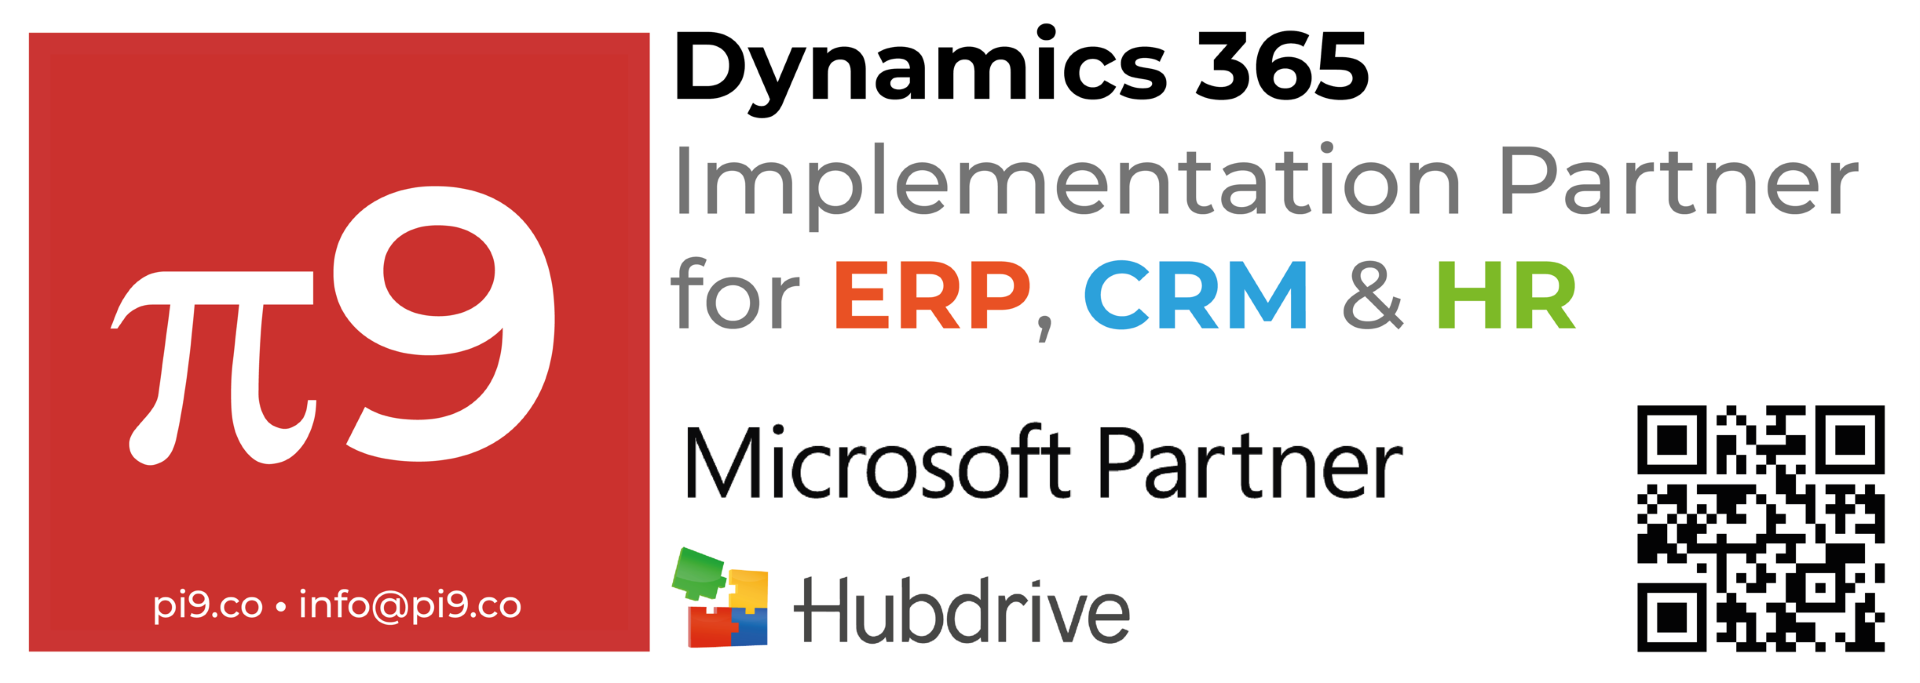 π9
pi9.co • info@pi9.co
Dynamics 365
Implementation Partner
for ERP, CRM & HR
Microsoft Partner
Hubdrive